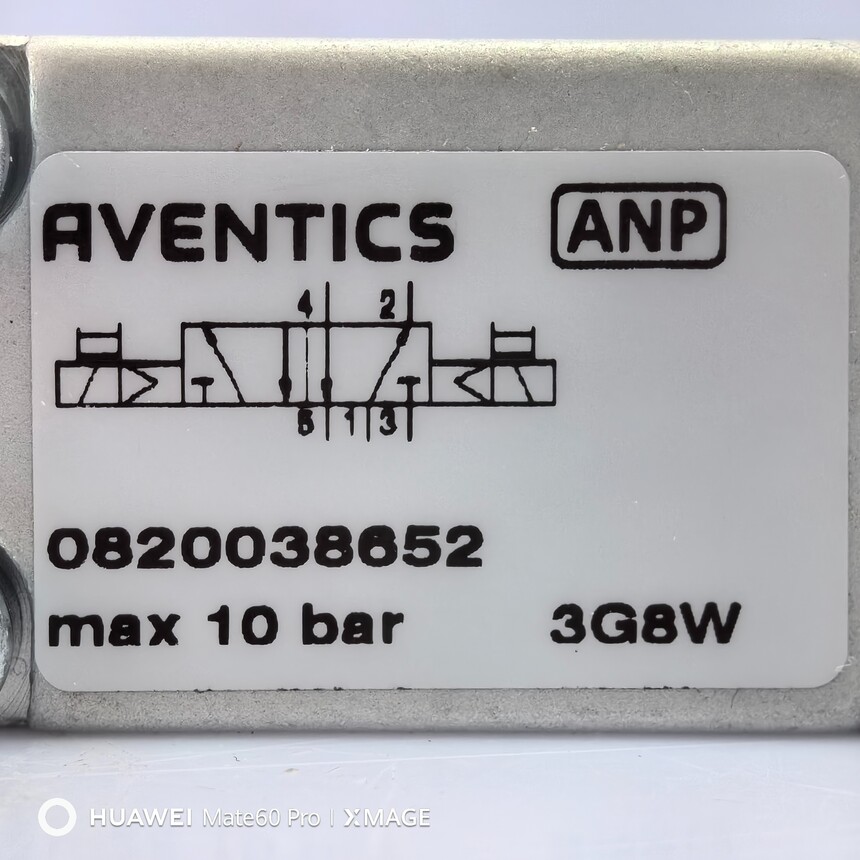 AVENTICS ANP
4 2
5 1 3
0820038652
max 10 bar 3G8W
HUAWEI Mate60 Pro | XMAGE